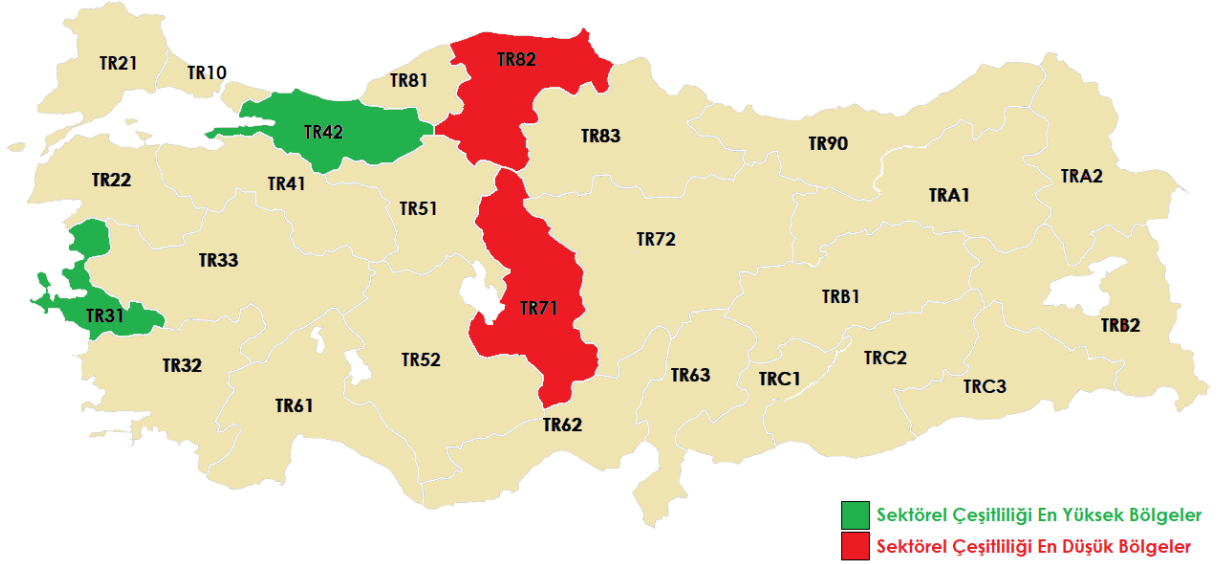 TR21
TR10
TR81
TR82
TR42
TR83
TR90
TR22
TR41
TRA2
TRA1
TR51
TR72
TR33
TRB1
TR31
TR71
TRB2
TR32
TR52
TR63
TRC1
TRC2
TRC3
TR61
TR62
Sektörel Çeşitliliği En Yüksek Bölgeler
Sektörel Çeşitliliği En Düşük Bölgeler